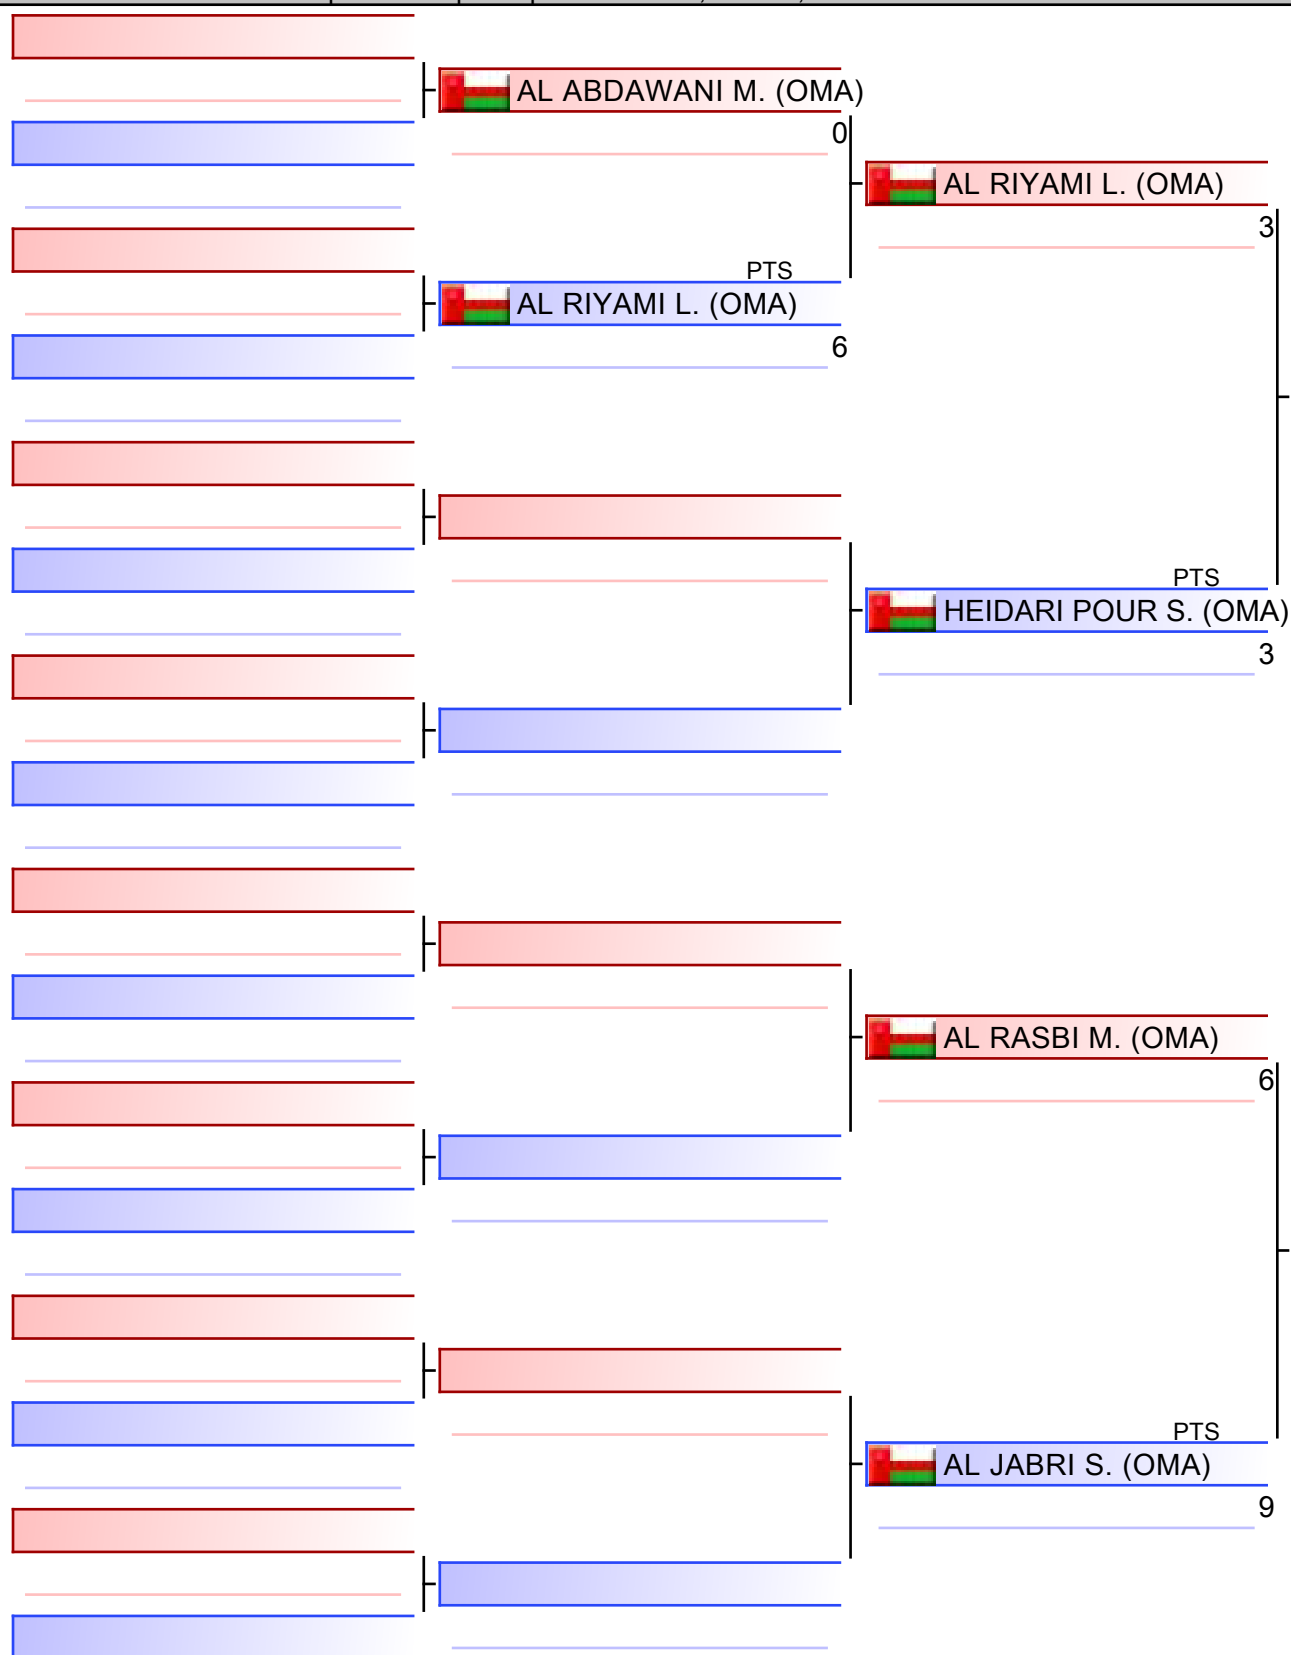 AL ABDAWANI M. (OMA)
0
AL RIYAMI L. (OMA)
3
PTS
AL RIYAMI L. (OMA)
6
PTS
HEIDARI POUR S. (OMA)
3
AL RASBI M. (OMA)
6
PTS
AL JABRI S. (OMA)
9